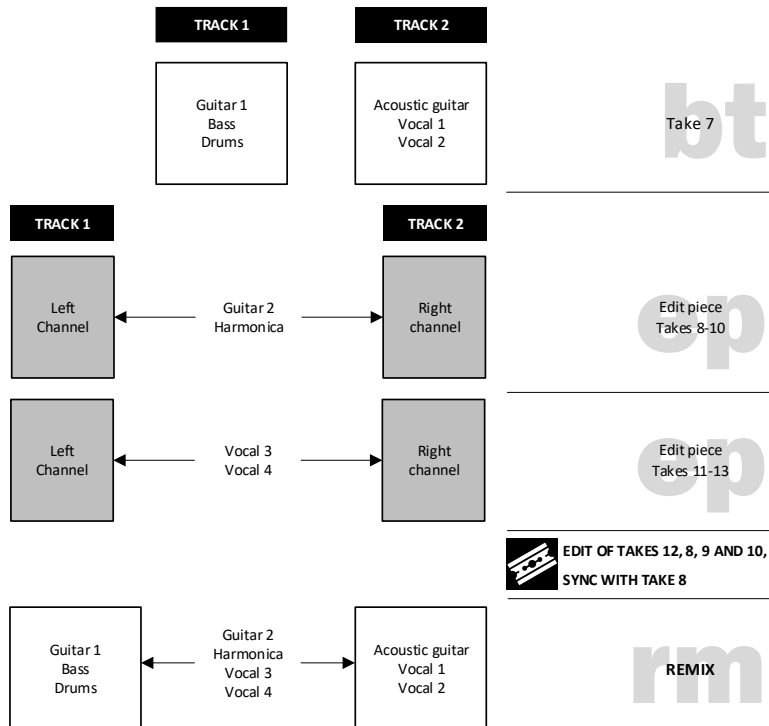 TRACK 1
TRACK 2
Guitar 1
Bass
Drums
Acoustic guitar
Vocal 1
Vocal 2
bt
Take 7
TRACK 1
TRACK 2
Left
Channel
Guitar 2
Harmonica
Right
channel
ep
Edit piece
Takes 8-10
Left
Channel
Vocal 3
Vocal 4
Right
channel
ep
Edit piece
Takes 11-13
EDIT OF TAKES 12, 8, 9 AND 10,
SYNC WITH TAKE 8
Guitar 1
Bass
Drums
Guitar 2
Harmonica
Vocal 3
Vocal 4
Acoustic guitar
Vocal 1
Vocal 2
rm
REMIX